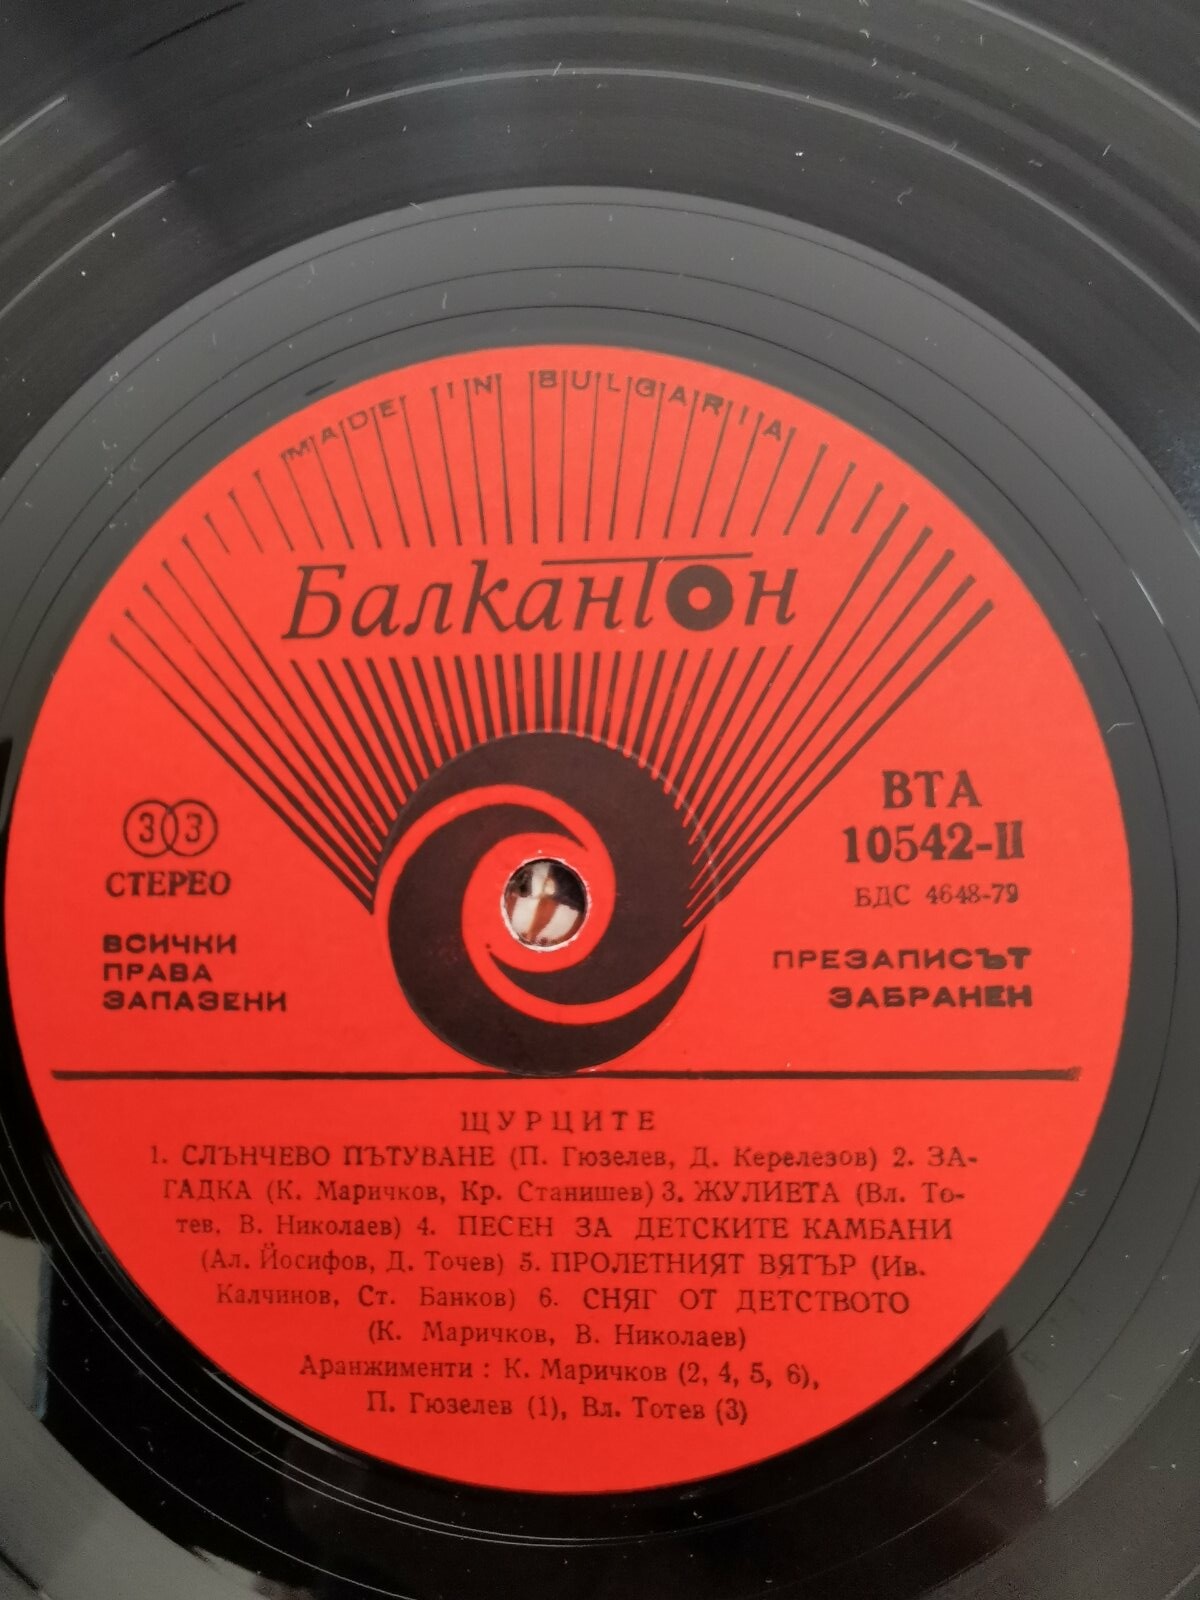 MADE IN BULGARIA
Балкантон
33
СТЕРЕО
ВСИЧКИ
ПРАВА
ЗАПАЗЕНИ
ВТА
10542-II
БДС 4648-79
ПРЕЗАПИСЪТ
ЗАБРАНЕН
ЩУРЦИТЕ
1. СЛЪНЧЕВО ПЪТУВАНЕ (П. Гюзелев, Д. Керелезов) 2. ЗА-
ГАДКА (К. Маричков, Кр. Станишев) 3. ЖУЛИЕТА (Вл. То-
тев, В. Николаев) 4. ПЕСЕН ЗА ДЕТСКИТЕ КАМБАНИ
(Ал. Йосифов, Д. Точев) 5. ПРОЛЕТНИЯТ ВЯТЪР (Ив.
Калчинов, Ст. Банков) 6. СНЯГ ОТ ДЕТСТВОТО
(К. Маричков, В. Николаев)
Аранжименти : К. Маричков (2, 4, 5, 6),
П. Гюзелев (1), Вл. Тотев (3)